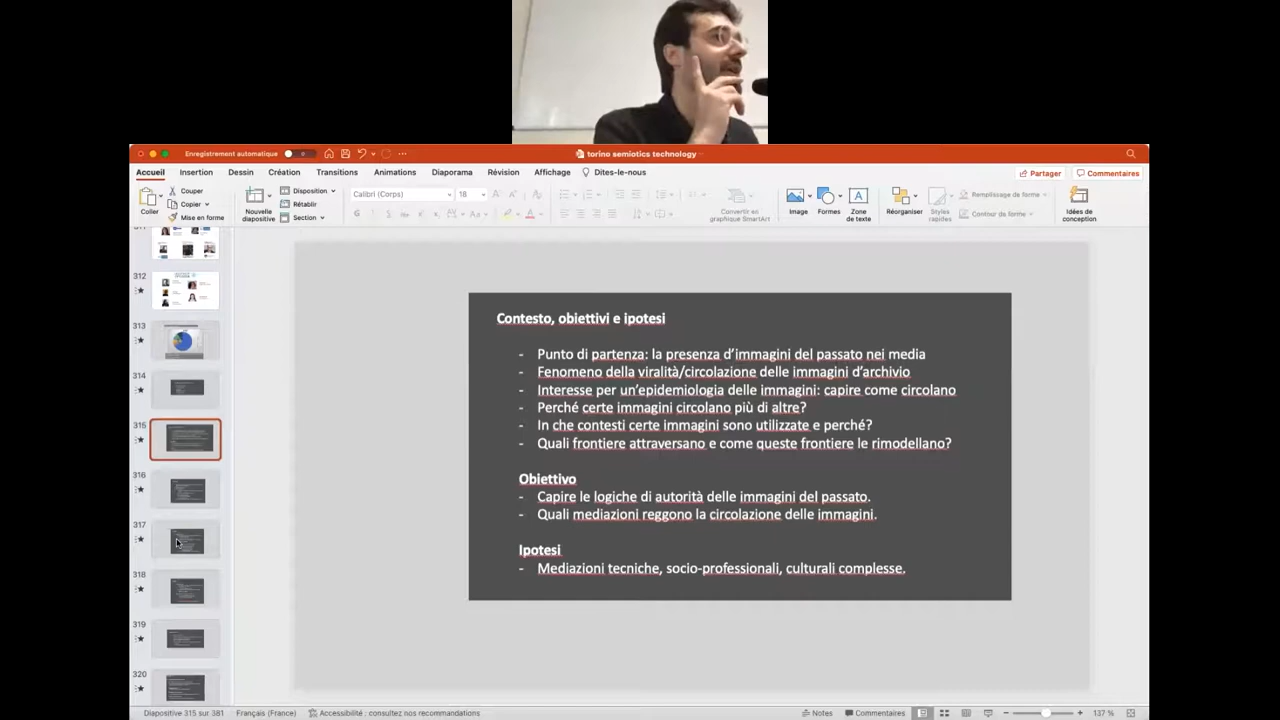 Enregistrement automatique
torino semiotics technology
Accueil Insertion Dessin Création Transitions Animations Diaporama Révision Affichage Dites-le-nous
Partager Commentaires
Coller
Couper
Copier
Mise en forme
Nouvelle diapositive
Disposition
Rétablir
Section
Calibri (Corps) 18
Convertir en graphique SmartArt
Image
Formes
Zone de texte
Réorganiser
Styles rapides
Remplissage de forme
Contour de forme
Idées de conception
312
313
314
315
316
317
318
319
320
Contesto, obiettivi e ipotesi
- Punto di partenza: la presenza d'immagini del passato nei media
- Fenomeno della viralità/circolazione delle immagini d'archivio
- Interesse per un'epidemiologia delle immagini: capire come circolano
- Perché certe immagini circolano più di altre?
- In che contesti certe immagini sono utilizzate e perché?
- Quali frontiere attraversano e come queste frontiere le rimodellano?
Obiettivo
- Capire le logiche di autorità delle immagini del passato.
- Quali mediazioni reggono la circolazione delle immagini.
Ipotesi
- Mediazioni tecniche, socio-professionali, culturali complesse.
Diapositive 315 sur 381 Français (France) Accessibilité : consultez nos recommandations Notes Commentaires 137 %